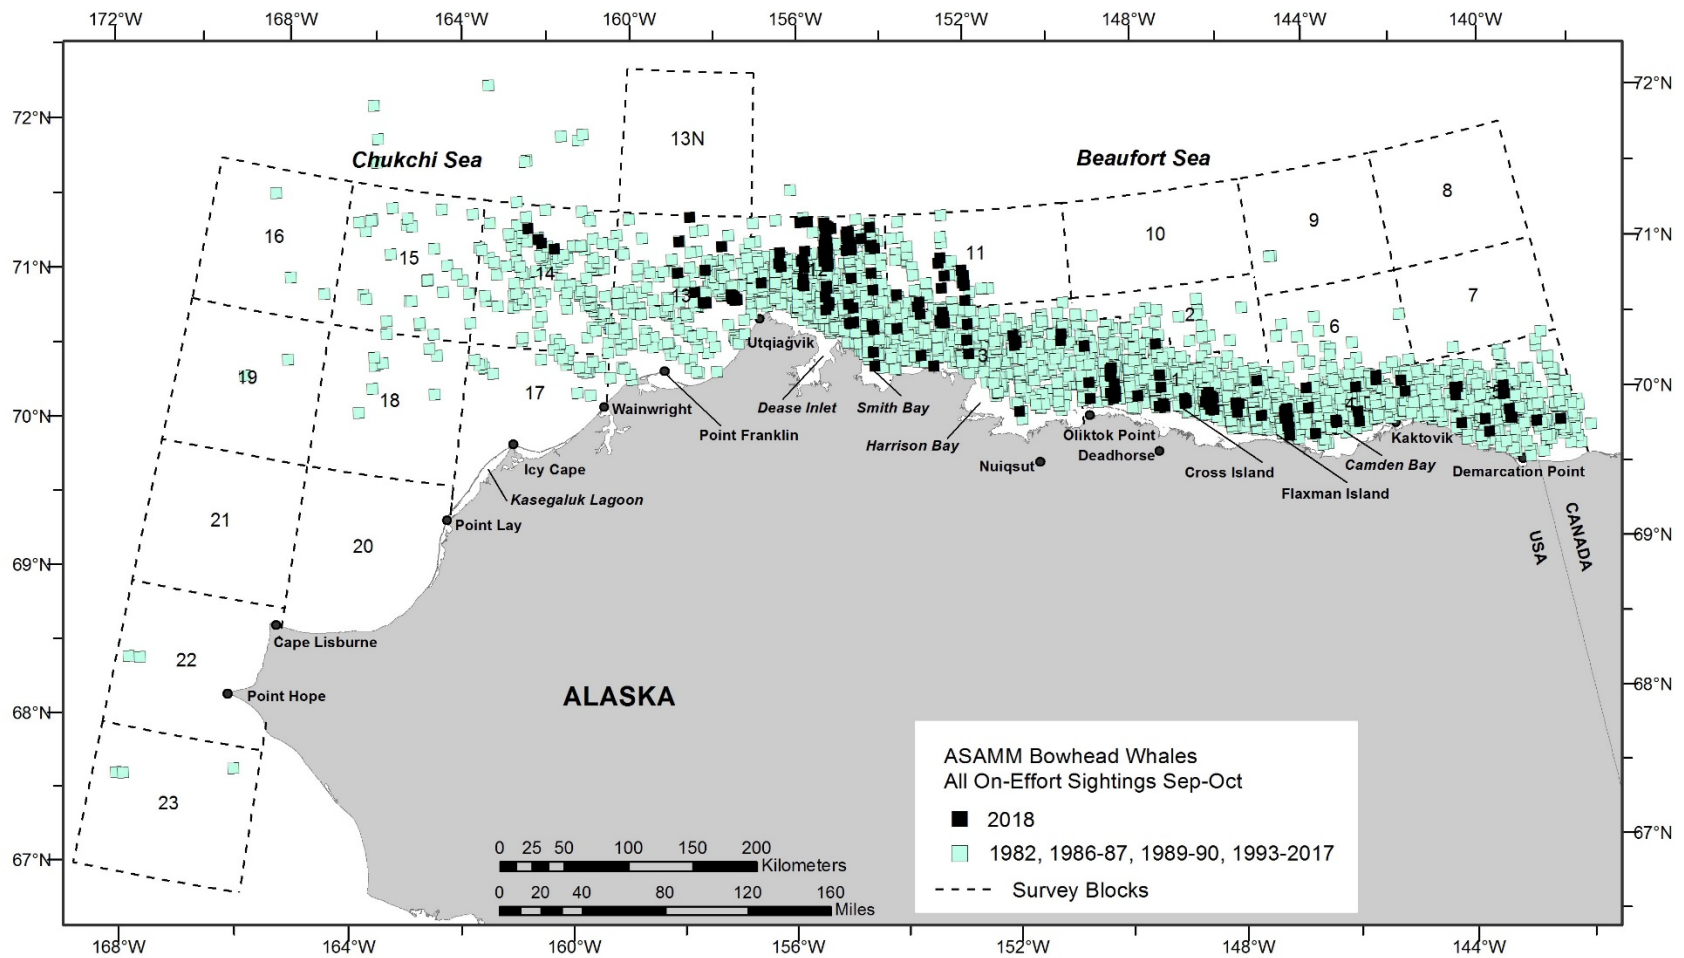 172°W 168°W 164°W 160°W 156°W 152°W 148°W 144°W 140°W
72°N 72°N
13N
Chukchi Sea Beaufort Sea
8
9
16 11 10 71°N
15
71°N 14 12
13 7
2
6
3
Utqiaġvik
19 18 17 1 4 70°N
70°N Wainwright Dease Inlet Smith Bay
Point Franklin Harrison Bay Oliktok Point Kaktovik
Icy Cape Nuiqsut Deadhorse Cross Island Camden Bay Demarcation Point
Kasegaluk Lagoon Flaxman Island
21 Point Lay
20 USA CANADA
69°N 69°N
Cape Lisburne
22
Point Hope ALASKA
68°N 68°N
23
67°N 67°N
ASAMM Bowhead Whales
All On-Effort Sightings Sep-Oct
2018
1982, 1986-87, 1989-90, 1993-2017
Survey Blocks
0 25 50 100 150 200
Kilometers
0 20 40 80 120 160
Miles
168°W 164°W 160°W 156°W 152°W 148°W 144°W